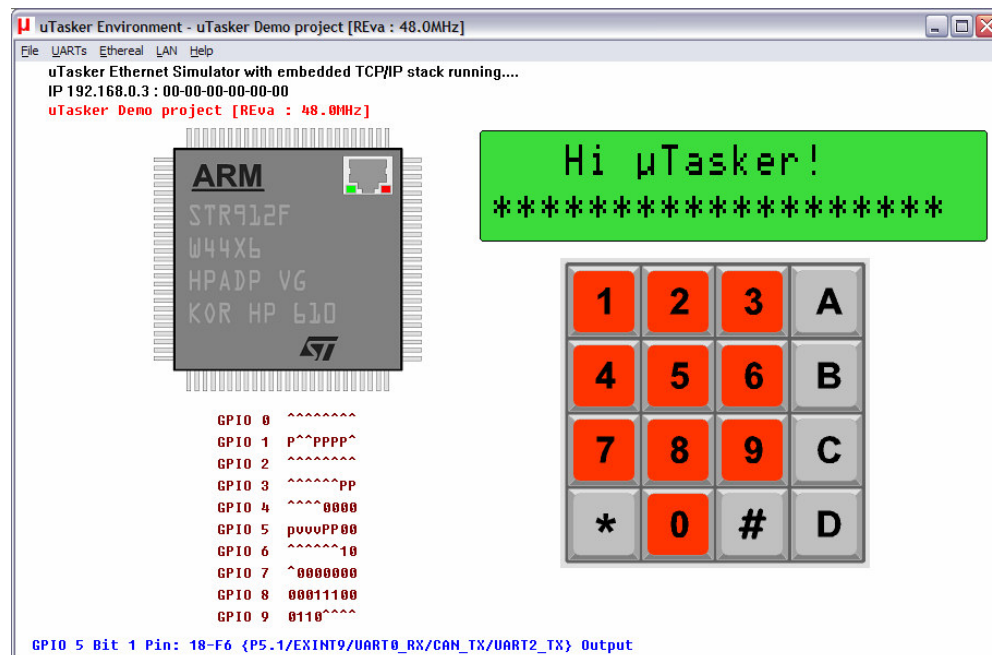 uTasker Environment - uTasker Demo project [REva : 48.0MHz]
File UARTs Ethereal LAN Help
uTasker Ethernet Simulator with embedded TCP/IP stack running....
IP 192.168.0.3 : 00-00-00-00-00-00
uTasker Demo project [REva : 48.0MHz]
ARM
STR912F
W44X6
HPADP VG
KOR HP 610
ST
Hi µTasker!
*******************
1 2 3 A
4 5 6 B
7 8 9 C
* 0 # D
GPIO 0 ^^^^^^^^
GPIO 1 P^^PPPP^
GPIO 2 ^^^^^^^^
GPIO 3 ^^^^^^PP
GPIO 4 ^^^^0000
GPIO 5 pvvvPP00
GPIO 6 ^^^^^^10
GPIO 7 ^0000000
GPIO 8 00011100
GPIO 9 0110^^^^
GPIO 5 Bit 1 Pin: 18-F6 {P5.1/EXINT9/UART0_RX/CAN_TX/UART2_TX} Output